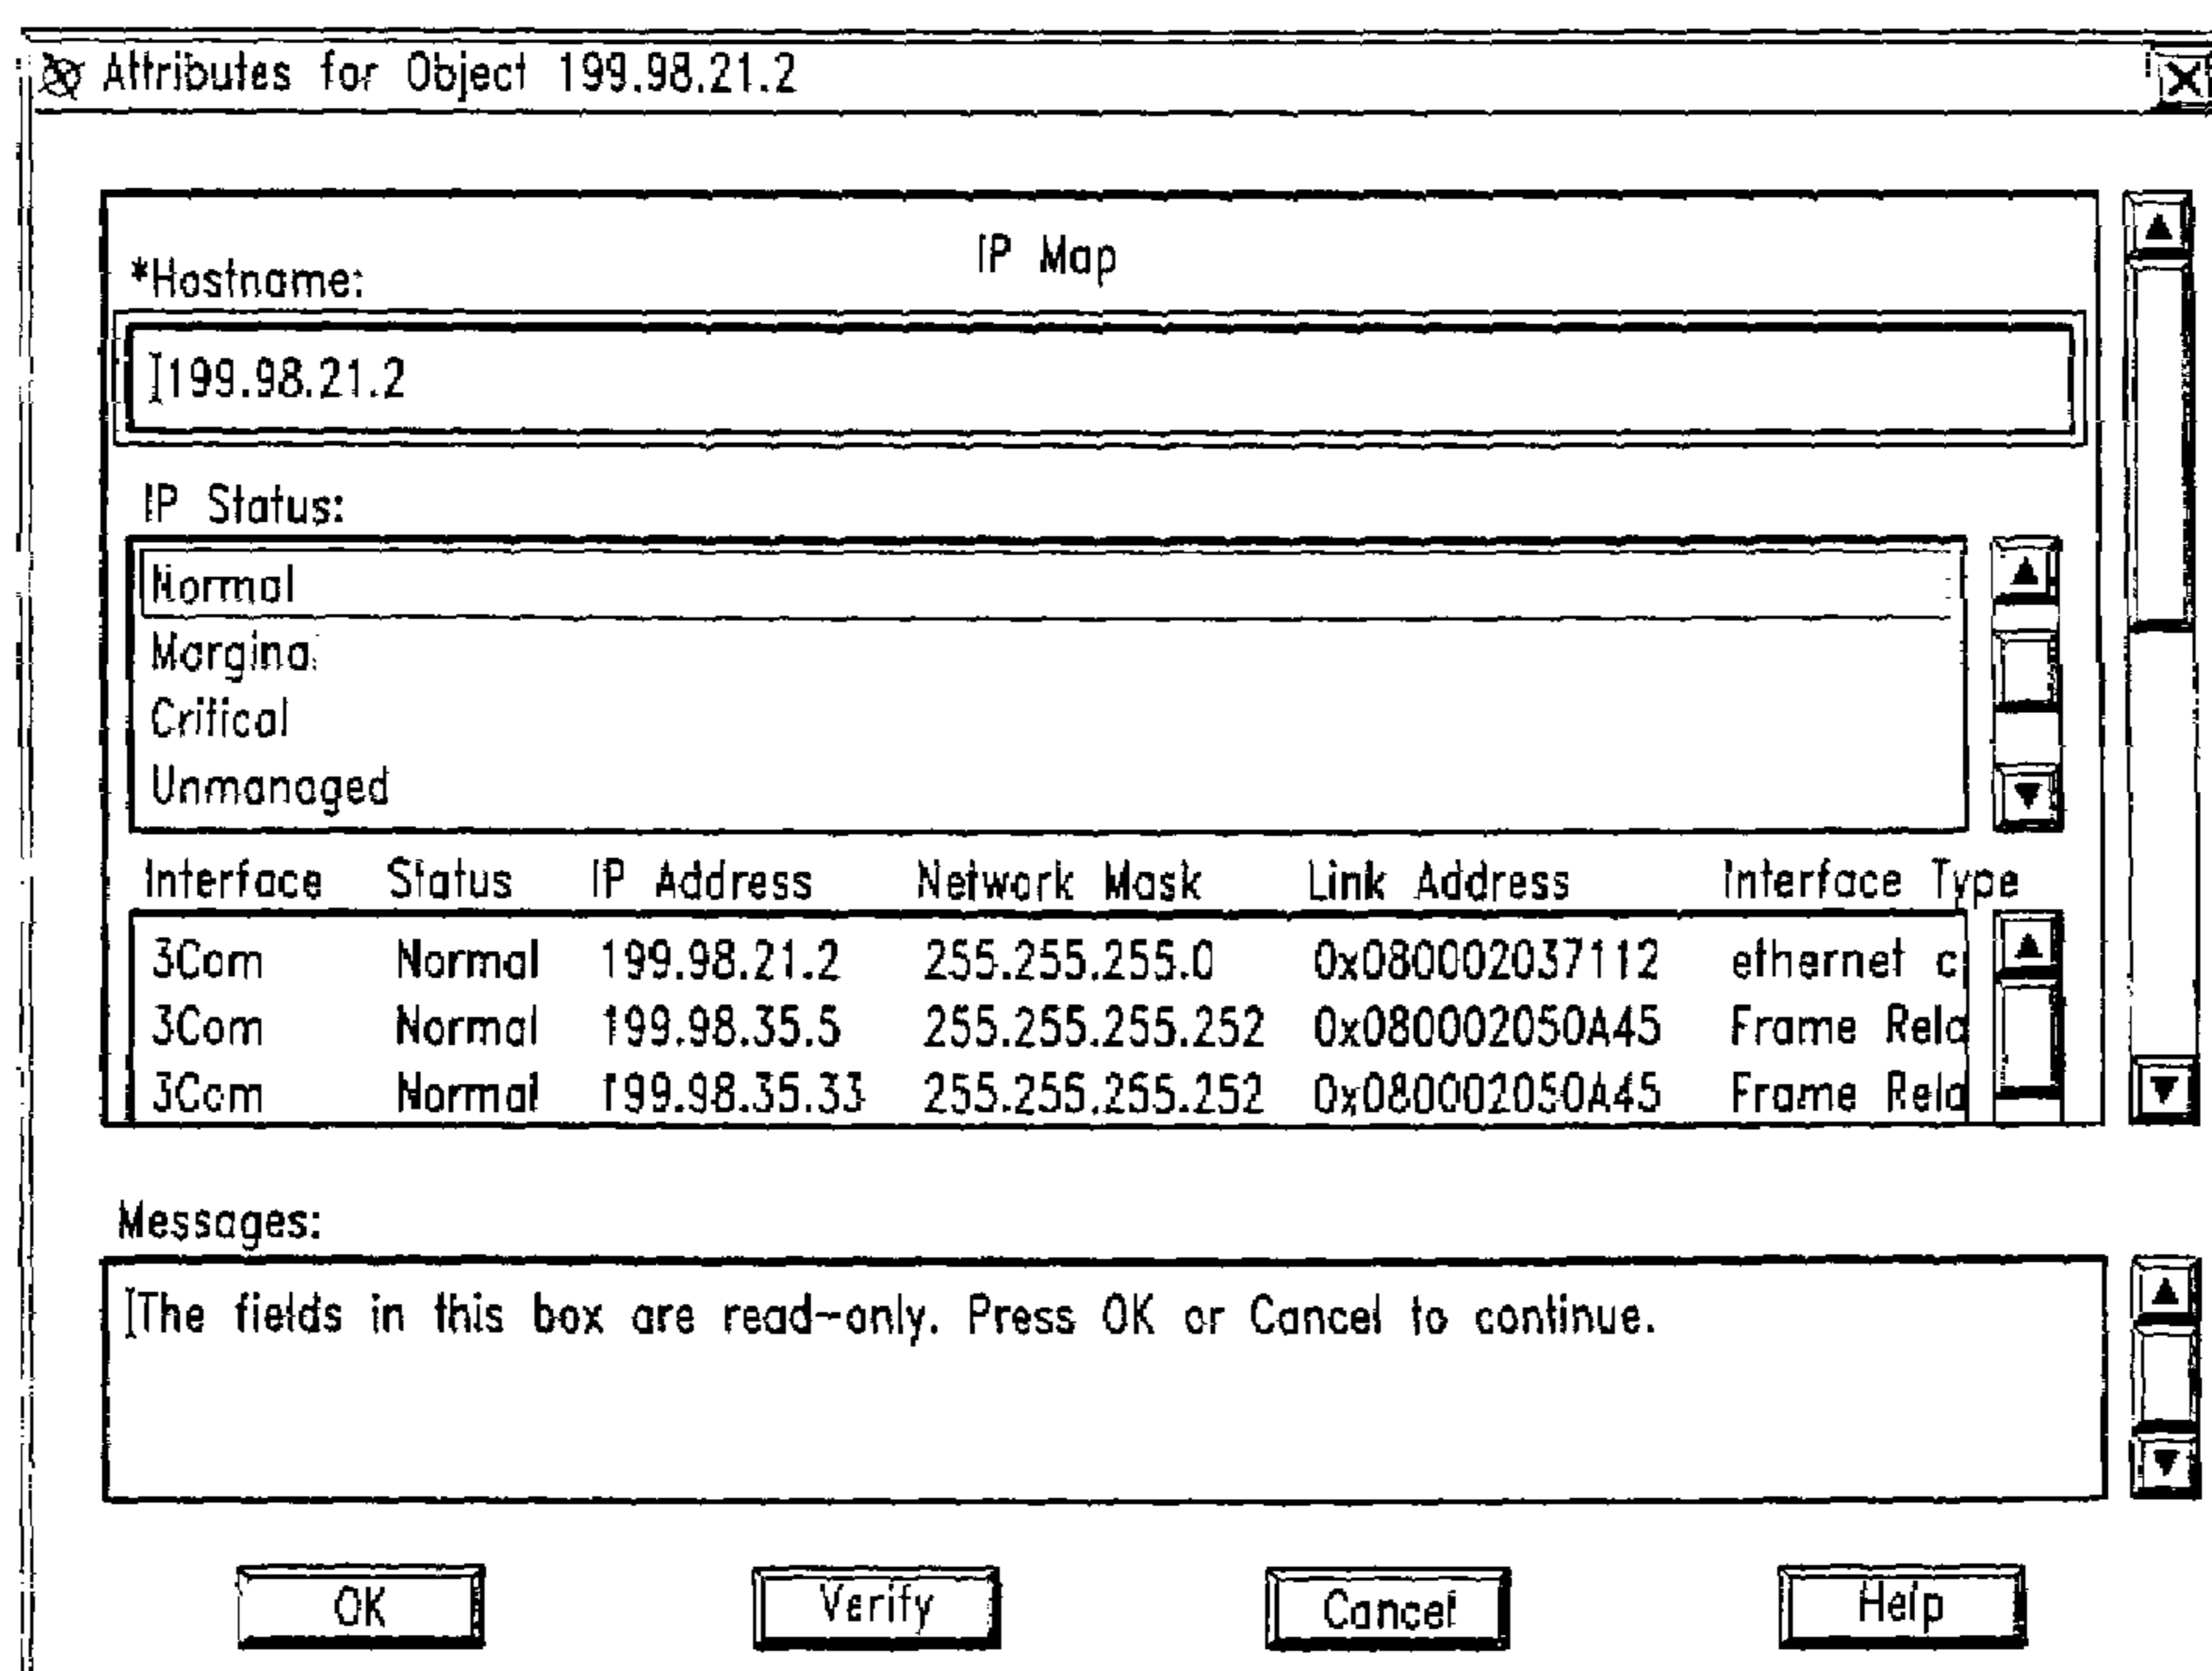 Attributes for Object 199.98.21.2
IP Map
*Hostname:
199.98.21.2
IP Status:
Normal
Marginal
Critical
Unmanaged
Interface Status IP Address Network Mask Link Address Interface Type
3Com Normal 199.98.21.2 255.255.255.0 0x080002037112 ethernet c
3Com Normal 199.98.35.5 255.255.255.252 0x080002050A45 Frame Rela
3Com Normal 199.98.35.33 255.255.255.252 0x080002050A45 Frame Rela
Messages:
The fields in this box are read-only. Press OK or Cancel to continue.
OK Verify Cancel Help